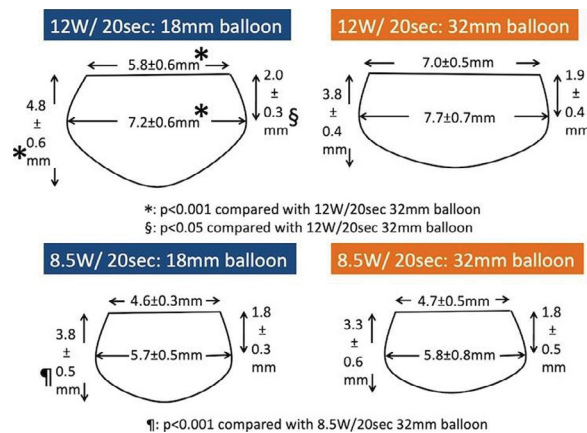 12W/ 20sec: 18mm balloon
12W/ 20sec: 32mm balloon
5.8±0.6mm*
4.8
±
0.6
*mm
7.2±0.6mm*
2.0
±
0.3
mm§
7.0±0.5mm
3.8
±
0.4
mm
7.7±0.7mm
1.9
±
0.4
mm
*: p<0.001 compared with 12W/20sec 32mm balloon
§: p<0.05 compared with 12W/20sec 32mm balloon
8.5W/ 20sec: 18mm balloon
8.5W/ 20sec: 32mm balloon
4.6±0.3mm
3.8
±
¶0.5
mm
5.7±0.5mm
1.8
±
0.3
mm
4.7±0.5mm
3.3
±
0.6
mm
5.8±0.8mm
1.8
±
0.5
mm
¶: p<0.001 compared with 8.5W/20sec 32mm balloon